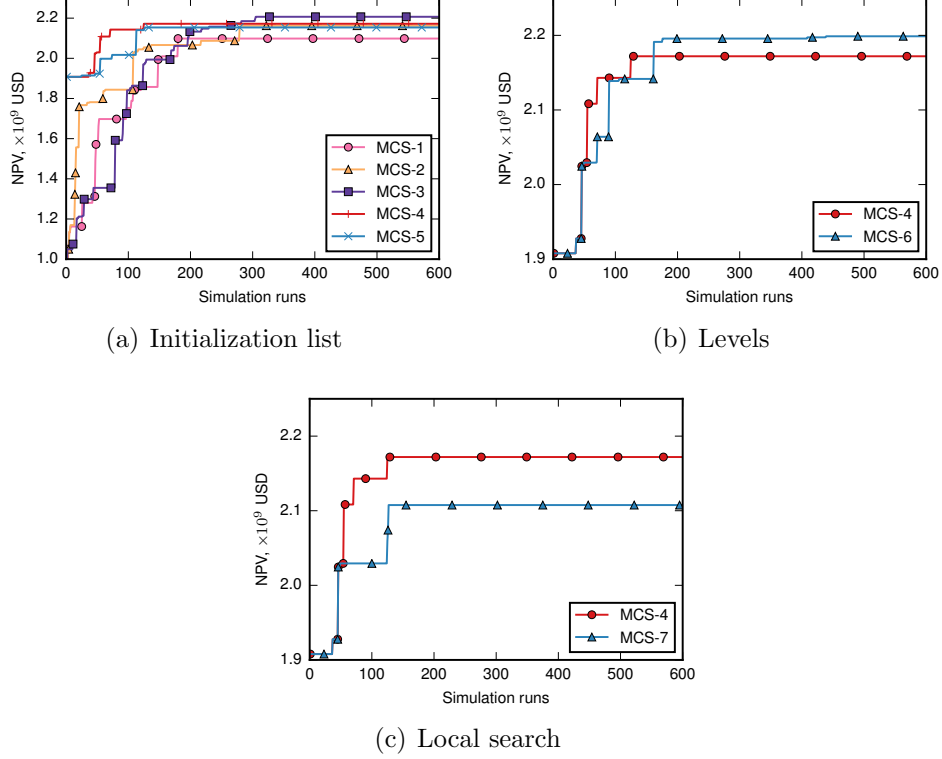 2.2
2.0
1.8
1.6
1.4
1.2
1.0
NPV, ×10⁹ USD
0 100 200 300 400 500 600
Simulation runs
MCS-1
MCS-2
MCS-3
MCS-4
MCS-5
(a) Initialization list
2.2
2.1
2.0
1.9
NPV, ×10⁹ USD
0 100 200 300 400 500 600
Simulation runs
MCS-4
MCS-6
(b) Levels
2.2
2.1
2.0
1.9
NPV, ×10⁹ USD
0 100 200 300 400 500 600
Simulation runs
MCS-4
MCS-7
(c) Local search